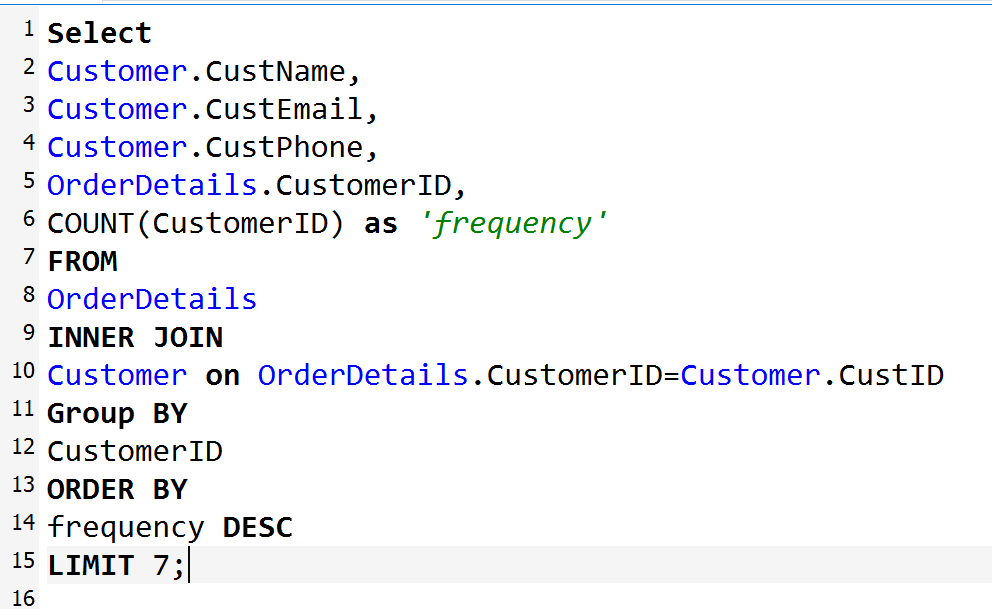 1 Select
2 Customer.CustName,
3 Customer.CustEmail,
4 Customer.CustPhone,
5 OrderDetails.CustomerID,
6 COUNT(CustomerID) as 'frequency'
7 FROM
8 OrderDetails
9 INNER JOIN
10 Customer on OrderDetails.CustomerID=Customer.CustID
11 Group BY
12 CustomerID
13 ORDER BY
14 frequency DESC
15 LIMIT 7;
16